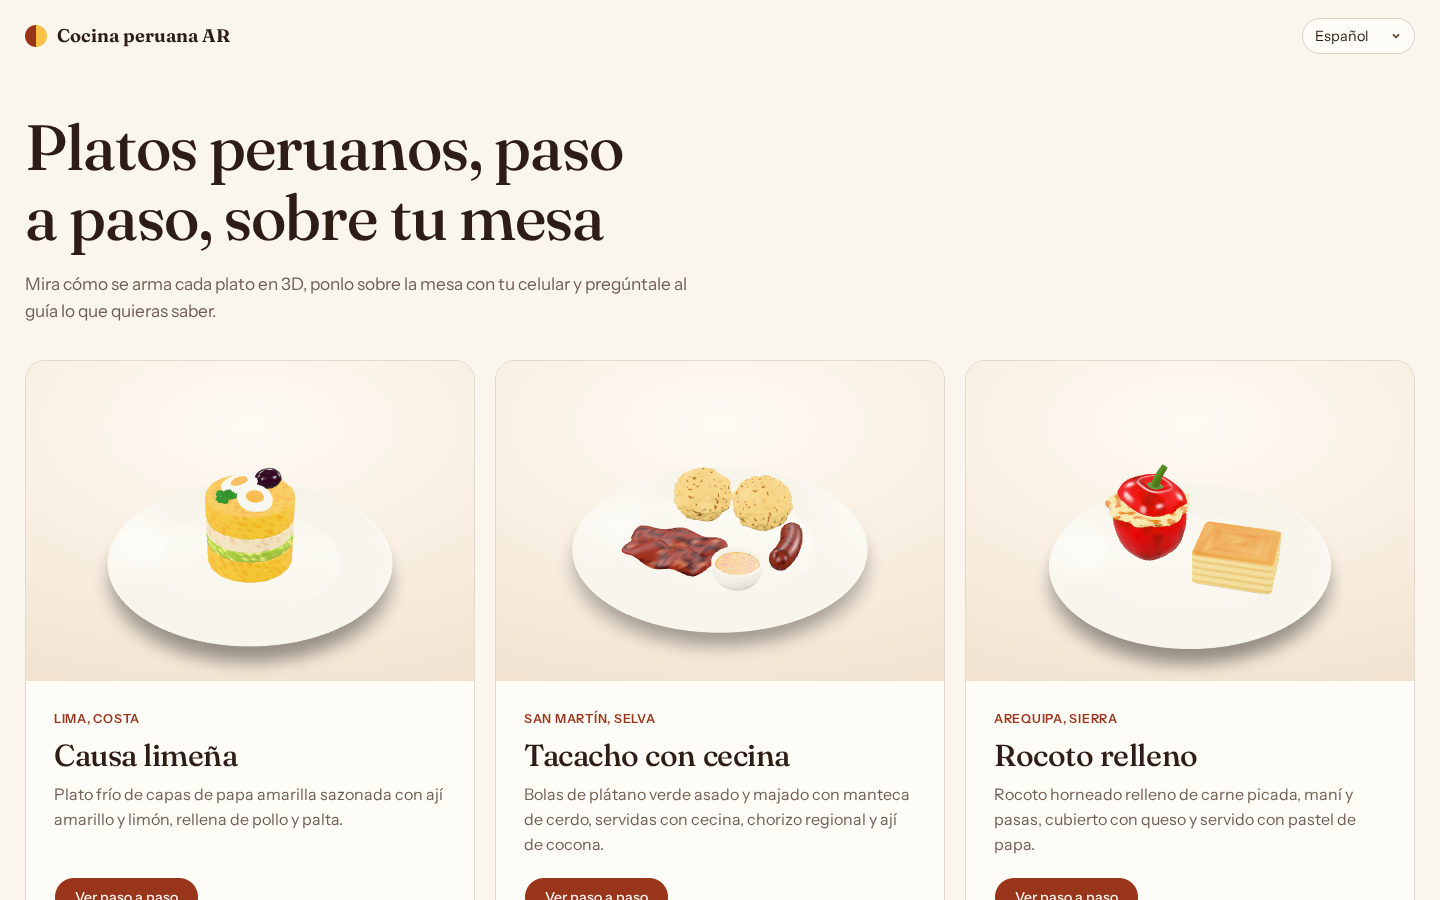 Cocina peruana AR
Español
Platos peruanos, paso
a paso, sobre tu mesa
Mira cómo se arma cada plato en 3D, ponlo sobre la mesa con tu celular y pregúntale al
guía lo que quieras saber.
LIMA, COSTA
Causa limeña
Plato frío de capas de papa amarilla sazonada con ají
amarillo y limón, rellena de pollo y palta.
Ver paso a paso
SAN MARTÍN, SELVA
Tacacho con cecina
Bolas de plátano verde asado y majado con manteca
de cerdo, servidas con cecina, chorizo regional y ají
de cocona.
Ver paso a paso
AREQUIPA, SIERRA
Rocoto relleno
Rocoto horneado relleno de carne picada, maní y
pasas, cubierto con queso y servido con pastel de
papa.
Ver paso a paso